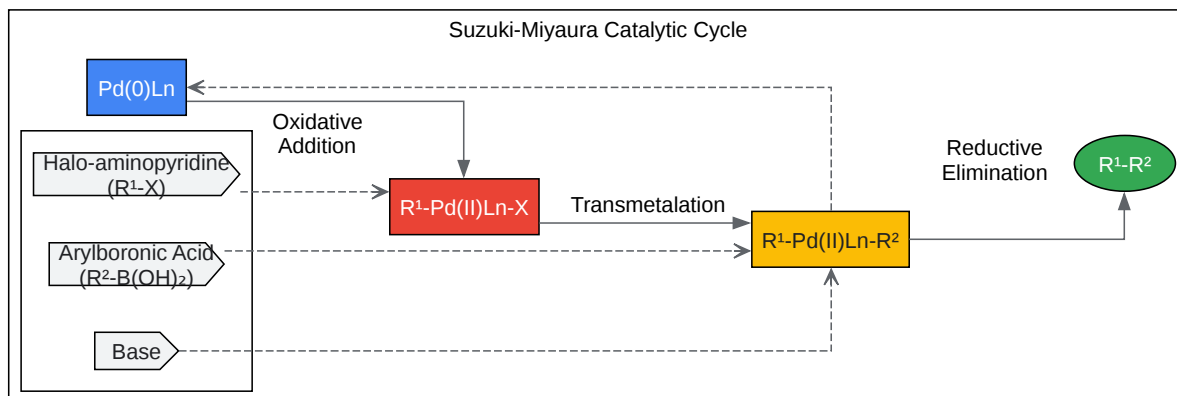 Suzuki-Miyaura Catalytic Cycle
Pd(0)Ln
Oxidative
Addition
Halo-aminopyridine
(R¹-X)
R¹-Pd(II)Ln-X
Transmetalation
Reductive
Elimination
R¹-R²
Arylboronic Acid
(R²-B(OH)₂)
R¹-Pd(II)Ln-R²
Base